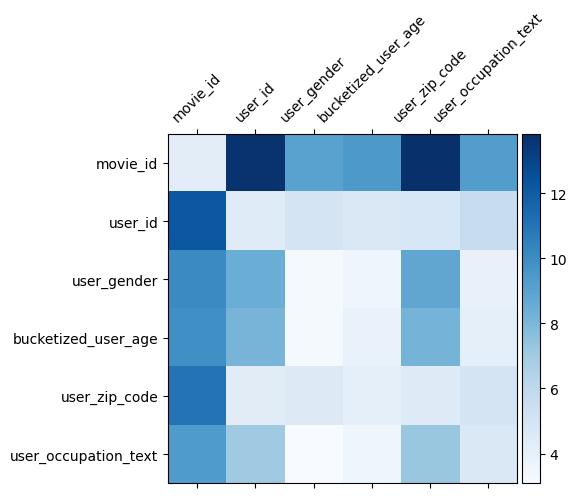 movie_id
user_id
user_gender
bucketized_user_age
user_zip_code
user_occupation_text
movie_id
user_id
user_gender
bucketized_user_age
user_zip_code
user_occupation_text
12
10
8
6
4